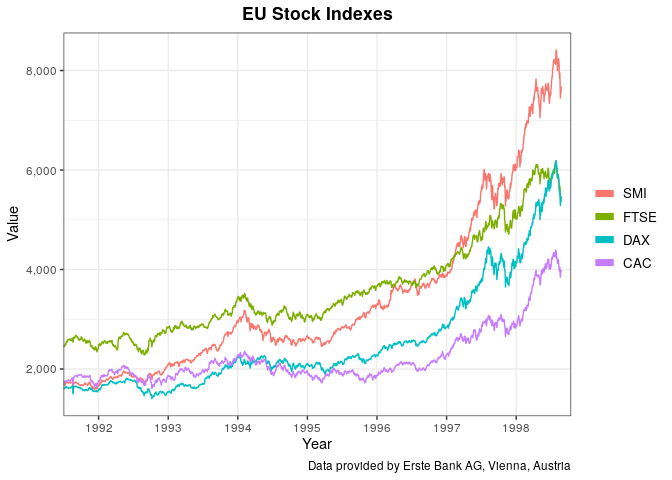 EU Stock Indexes
Value
8,000
6,000
4,000
2,000
1992 1993 1994 1995 1996 1997 1998
Year
SMI
FTSE
DAX
CAC
Data provided by Erste Bank AG, Vienna, Austria